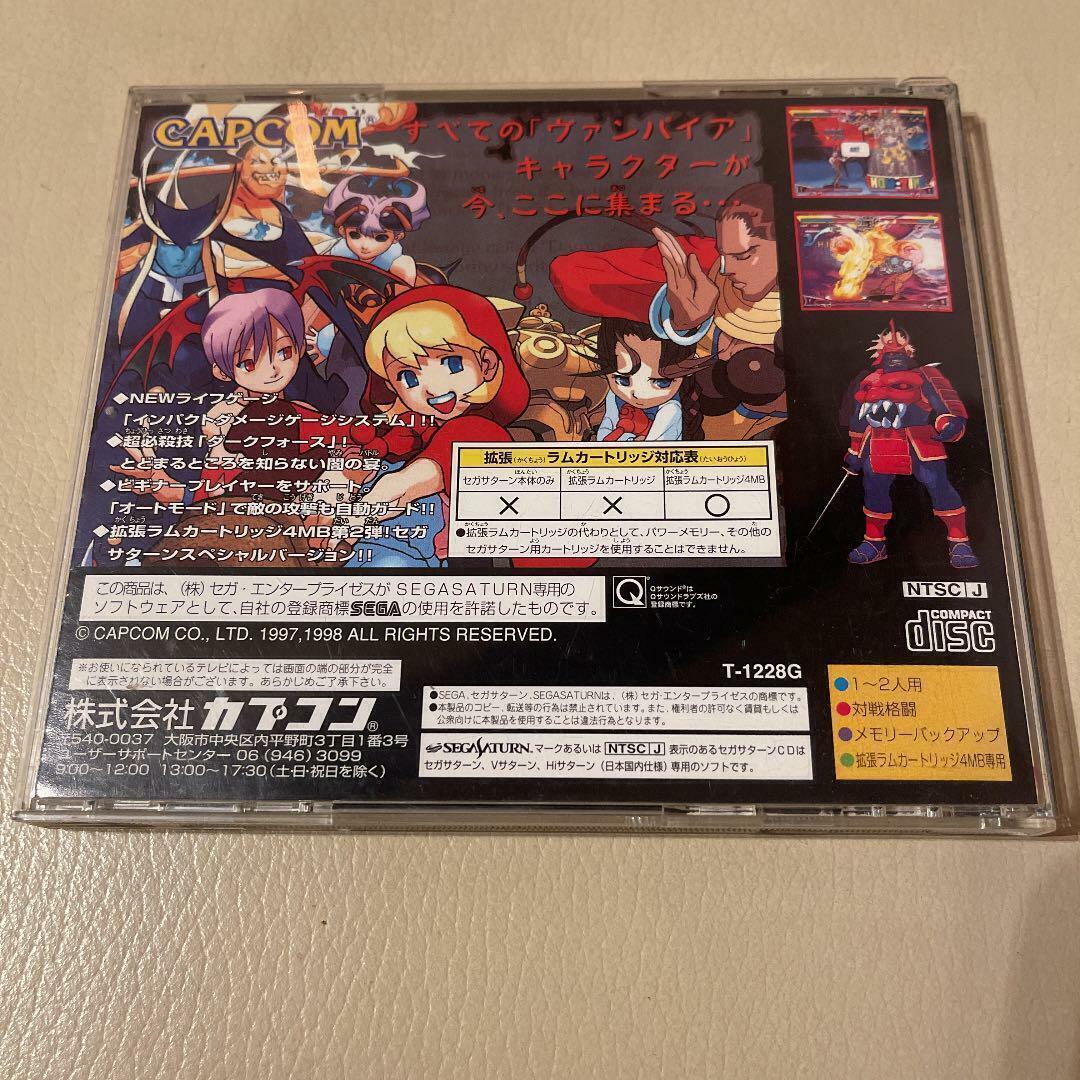 CAPCOM®
すべての「ヴァンパイア」
キャラクターが
今、ここに集まる・・・
◆NEWライフゲージ
「インパクトダメージゲージシステム」!!
◆超必殺技「ダークフォース」!
とどまるところを知らない闇の宴。
◆ビギナープレイヤーをサポート。
「オートモード」で敵の攻撃も自動ガード!!
◆拡張ラムカートリッジ4MB第2弾!セガ
サターンスペシャルバージョン!!
拡張(かくちょう)ラムカートリッジ対応表(たいおうひょう)
セガサターン本体のみ 拡張ラムカートリッジ 拡張ラムカートリッジ4MB
× × ○
●拡張ラムカートリッジの代わりとして、パワーメモリー、その他の
セガサターン用カートリッジを使用することはできません。
この商品は、(株)セガ・エンタープライゼスがSEGASATURN専用の
ソフトウェアとして、自社の登録商標SEGAの使用を許諾したものです。
Qサウンド®は
Qサウンドラブズ社の
登録商標です。
NTSC J
COMPACT
disc
© CAPCOM CO., LTD. 1997,1998 ALL RIGHTS RESERVED.
※お使いになられているテレビによっては画面の端の部分が完全
に表示されない場合がございます。あらかじめご了承下さい。
T-1228G
株式会社カプコン®
〒540-0037 大阪市中央区内平野町3丁目1番3号
ユーザーサポートセンター 06 (946) 3099
9:00~12:00 13:00~17:30 (土・日・祝日を除く)
●SEGA、セガサターン、SEGASATURNは、(株)セガ・エンタープライゼスの商標です。
●本製品のコピー、転送等の行為は禁止されています。また、権利者の許可なく賃貸もしくは
公衆向けに本製品を使用することは違法行為となります。
SEGASATURN。マークあるいは NTSC J 表示のあるセガサターンCDは
セガサターン、Vサターン、Hiサターン(日本国内仕様)専用のソフトです。
●1~2人用
●対戦格闘
●メモリーバックアップ
●拡張ラムカートリッジ4MB専用